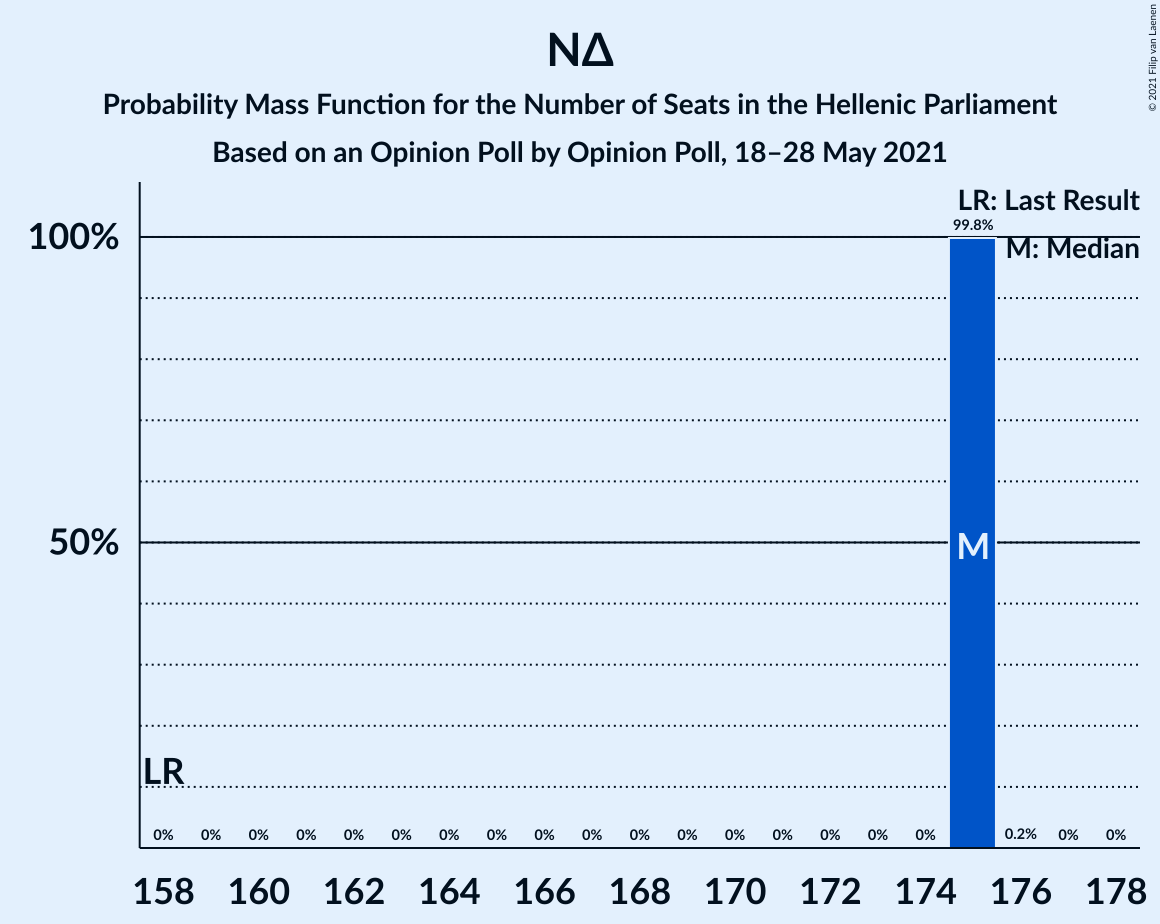 © 2021 Filip van Laenen
ΝΔ
Probability Mass Function for the Number of Seats in the Hellenic Parliament
Based on an Opinion Poll by Opinion Poll, 18–28 May 2021
LR: Last Result
M: Median
100%
50%
99.8%
M
LR
0% 0% 0% 0% 0% 0% 0% 0% 0% 0% 0% 0% 0% 0% 0% 0% 0% 0.2% 0% 0%
158 160 162 164 166 168 170 172 174 176 178